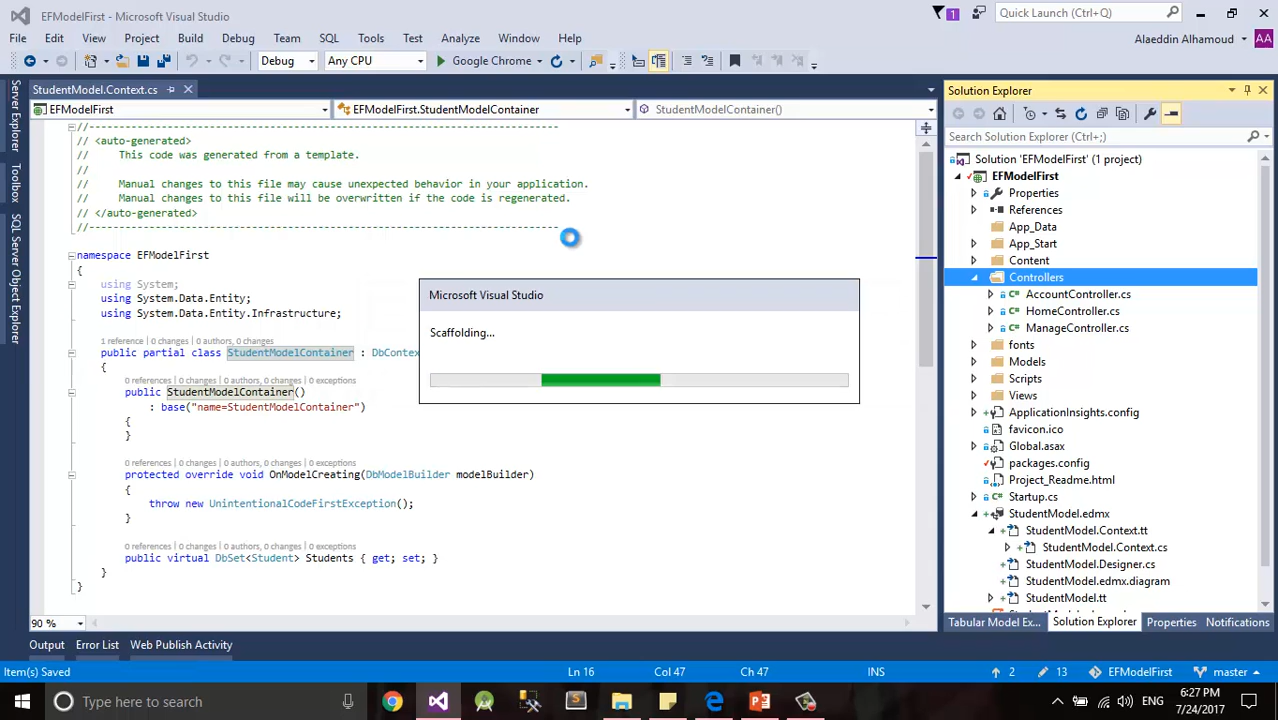 EFModelFirst - Microsoft Visual Studio
1
Quick Launch (Ctrl+Q)
File Edit View Project Build Debug Team SQL Tools Test Analyze Window Help
Alaeddin Alhamoud AA
Debug Any CPU Google Chrome
Server Explorer
Toolbox
SQL Server Object Explorer
StudentModel.Context.cs
EFModelFirst EFModelFirst.StudentModelContainer StudentModelContainer()
//------------------------------------------------------------------------------
// <auto-generated>
//     This code was generated from a template.
//
//     Manual changes to this file may cause unexpected behavior in your application.
//     Manual changes to this file will be overwritten if the code is regenerated.
// </auto-generated>
//------------------------------------------------------------------------------
namespace EFModelFirst
{
using System;
using System.Data.Entity;
using System.Data.Entity.Infrastructure;
1 reference | 0 changes | 0 authors, 0 changes
public partial class StudentModelContainer : DbContex
{
0 references | 0 changes | 0 authors, 0 changes | 0 exceptions
public StudentModelContainer()
: base("name=StudentModelContainer")
{
}
0 references | 0 changes | 0 authors, 0 changes | 0 exceptions
protected override void OnModelCreating(DbModelBuilder modelBuilder)
{
throw new UnintentionalCodeFirstException();
}
0 references | 0 changes | 0 authors, 0 changes | 0 exceptions
public virtual DbSet<Student> Students { get; set; }
}
}
90 %
Microsoft Visual Studio
Scaffolding...
Solution Explorer
Search Solution Explorer (Ctrl+;)
Solution 'EFModelFirst' (1 project)
EFModelFirst
Properties
References
App_Data
App_Start
Content
Controllers
AccountController.cs
HomeController.cs
ManageController.cs
fonts
Models
Scripts
Views
ApplicationInsights.config
favicon.ico
Global.asax
packages.config
Project_Readme.html
Startup.cs
StudentModel.edmx
StudentModel.Context.tt
StudentModel.Context.cs
StudentModel.Designer.cs
StudentModel.edmx.diagram
StudentModel.tt
Tabular Model Ex... Solution Explorer Properties Notifications
Output Error List Web Publish Activity
Item(s) Saved Ln 16 Col 47 Ch 47 INS 2 13 EFModelFirst master
Type here to search
ENG
6:27 PM
7/24/2017